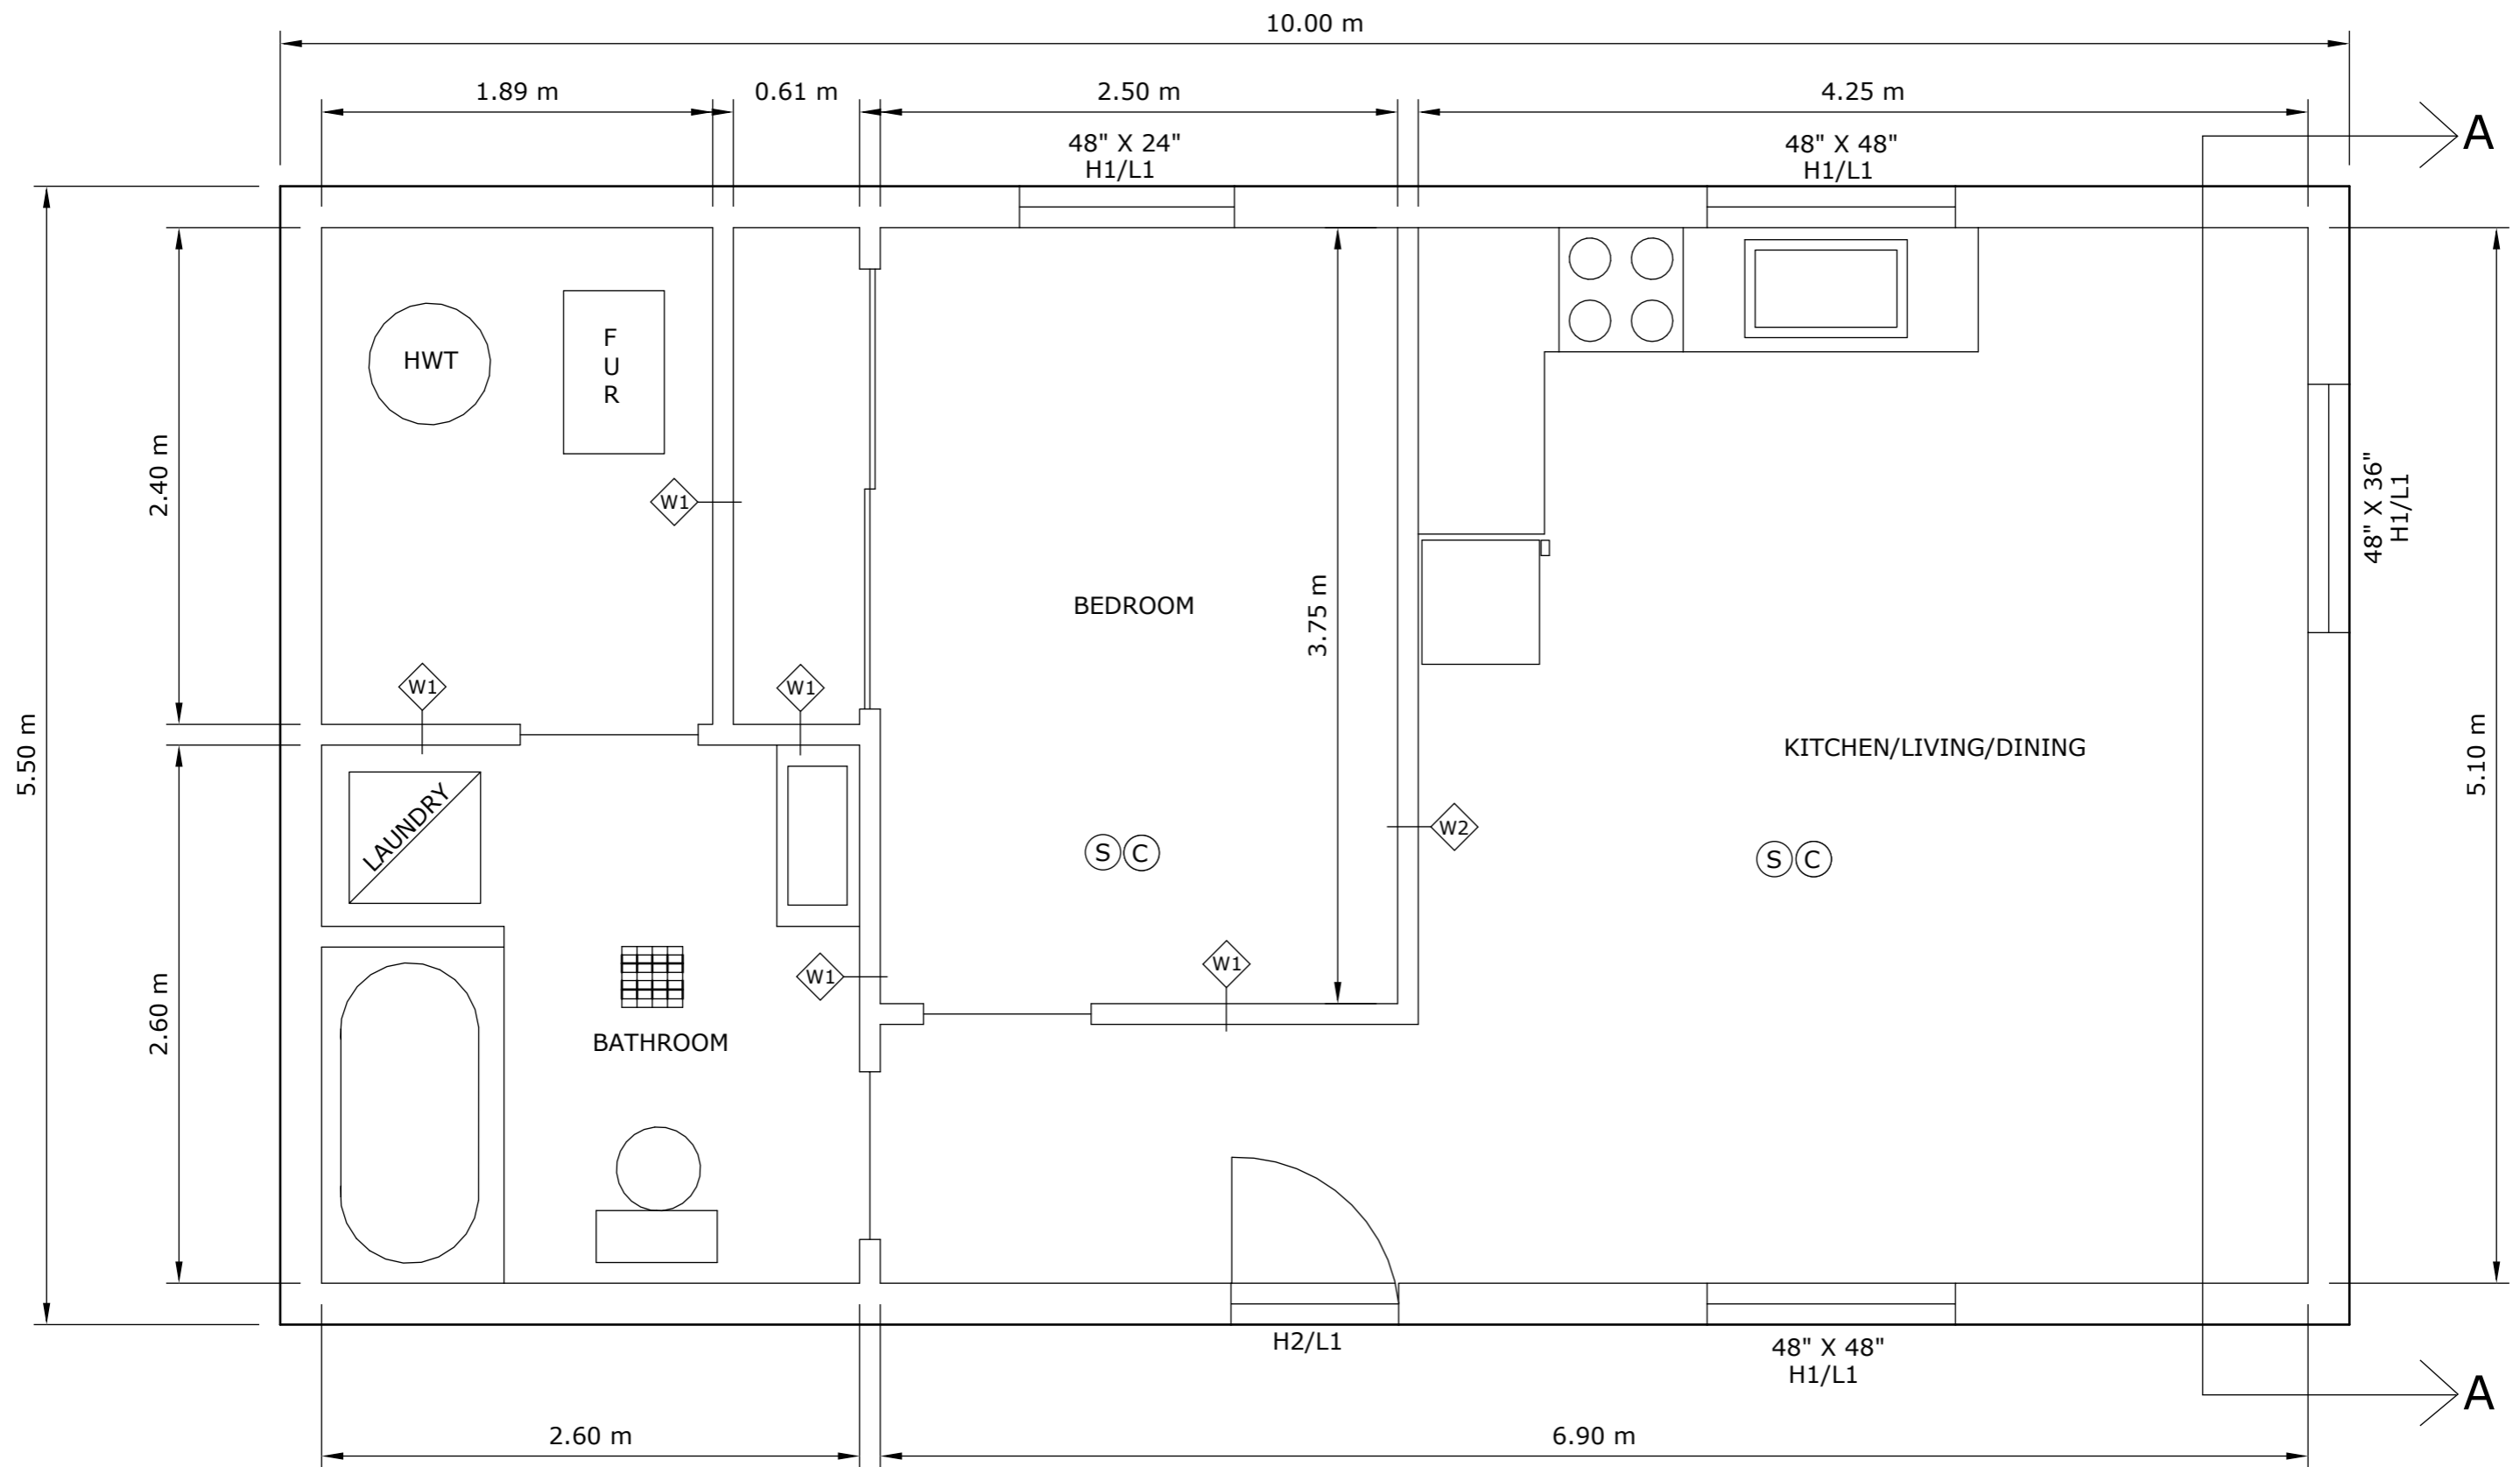 10.00 m
1.89 m
0.61 m
2.50 m
4.25 m
48" X 24"
H1/L1
48" X 48"
H1/L1
A
HWT
F
U
R
2.40 m
W1
48" X 36"
H1/L1
BEDROOM
3.75 m
W1
W1
5.50 m
KITCHEN/LIVING/DINING
5.10 m
LAUNDRY
W2
S C
S C
W1
W1
2.60 m
BATHROOM
H2/L1
48" X 48"
H1/L1
A
2.60 m
6.90 m